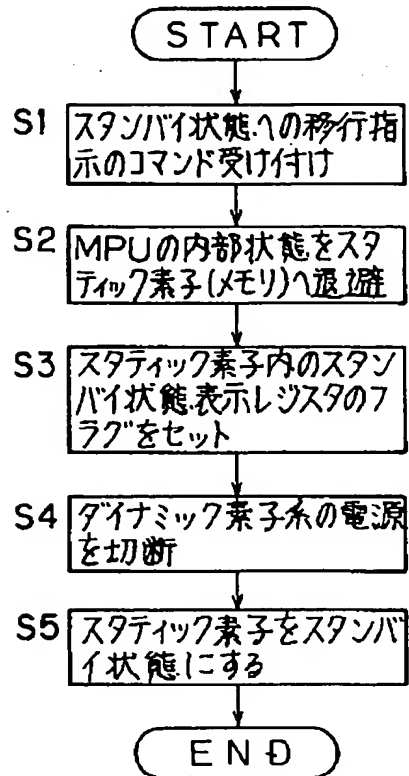 START
S1
スタンバイ状態への移行指
示のコマンド受け付け
S2
MPUの内部状態をスタ
ティック素子(メモリ)へ退避
S3
スタティック素子内のスタン
バイ状態表示レジスタのフ
ラグをセット
S4
ダイナミック素子系の電源
を切断
S5
スタティック素子をスタンバ
イ状態にする
END